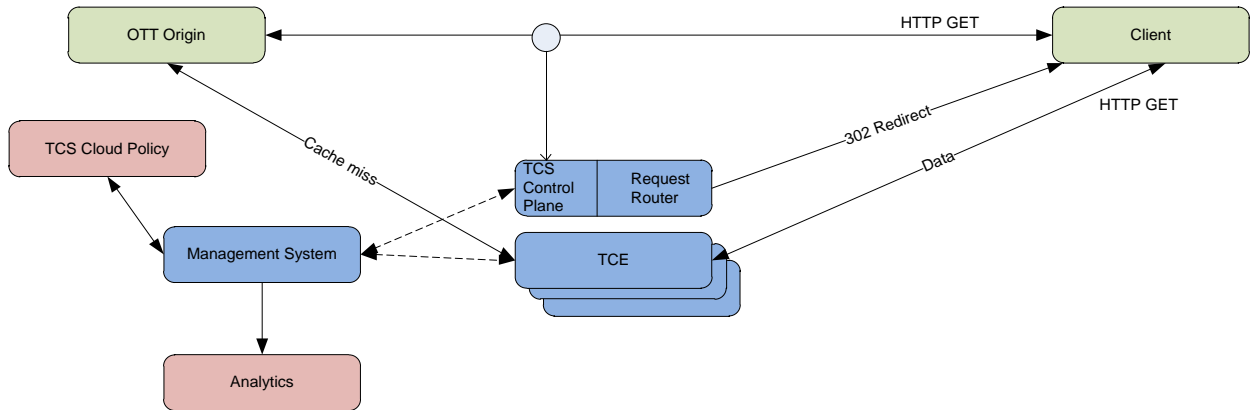 OTT Origin
HTTP GET
Client
HTTP GET
302 Redirect
Cache miss
TCS Cloud Policy
Data
TCS
Control
Plane
Request
Router
Management System
TCE
Analytics